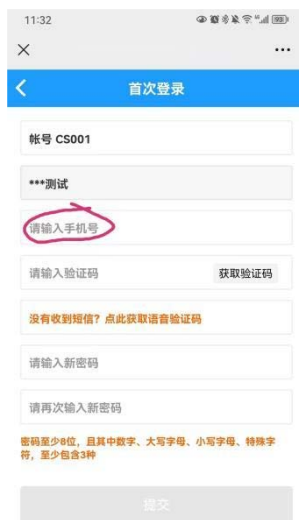 11:32
首次登录
帐号 CS001
***测试
请输入手机号
请输入验证码 获取验证码
没有收到短信？点此获取语音验证码
请输入新密码
请再次输入新密码
密码至少8位，且其中数字、大写字母、小写字母、特殊字
符，至少包含3种
提交